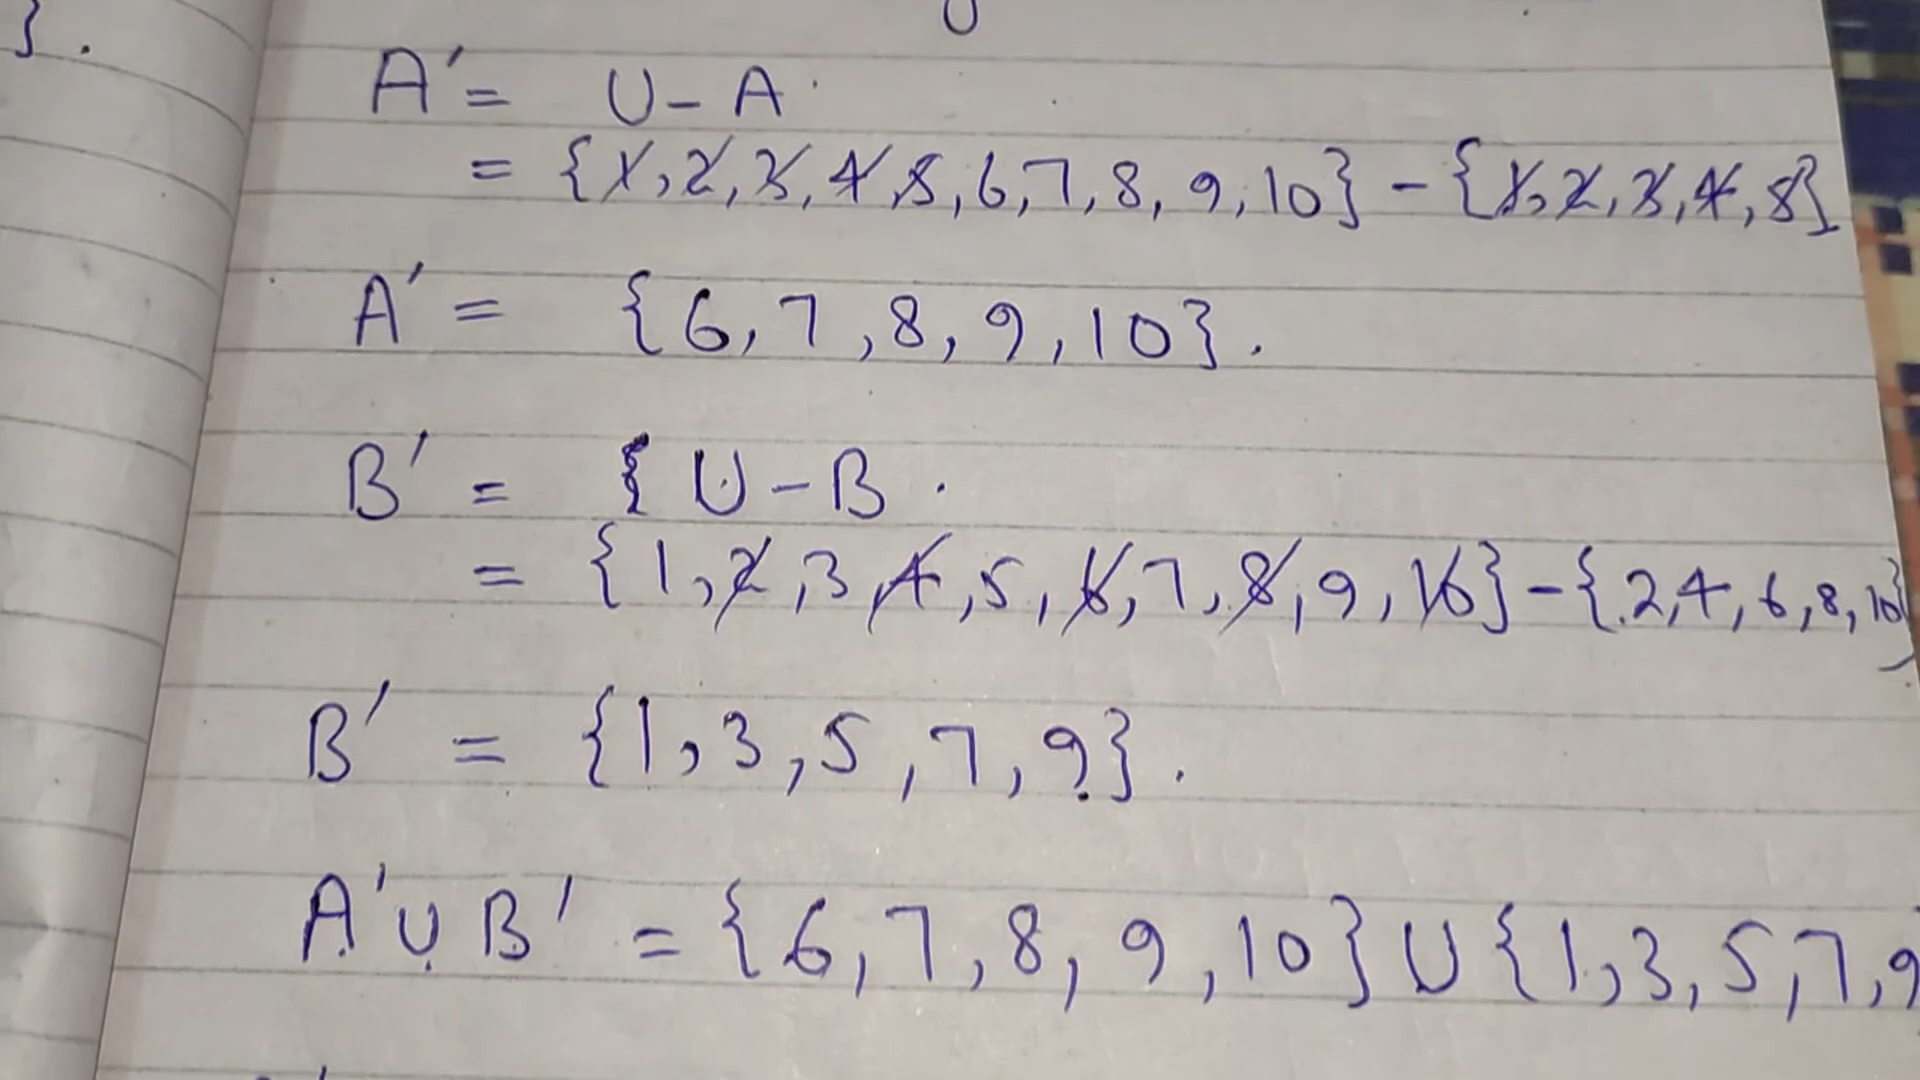 }.
A' = U - A
= {1, 2, 3, 4, 5, 6, 7, 8, 9, 10} - {1, 2, 3, 4, 5}
A' = {6, 7, 8, 9, 10}.
B' = { U - B.
= {1, 2, 3, 4, 5, 6, 7, 8, 9, 10} - {2, 4, 6, 8, 10}
B' = {1, 3, 5, 7, 9}.
A' ∪ B' = {6, 7, 8, 9, 10} ∪ {1, 3, 5, 7, 9